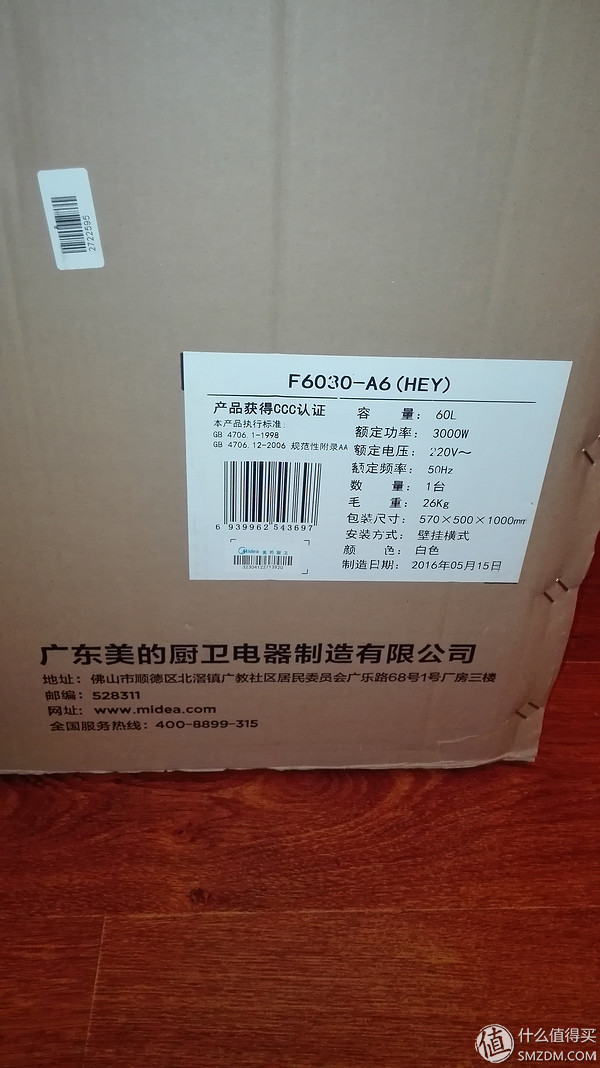 2722595
F6030-A6(HEY)
产品获得CCC认证
本产品执行标准:
GB 4706.1-1998
GB 4706.12-2006 规范性附录AA
容 量: 60L
额定功率: 3000W
额定电压: 220V～
额定频率: 50Hz
数 量: 1台
毛 重: 26Kg
包装尺寸: 570×500×1000mm
安装方式: 壁挂横式
颜 色: 白色
制造日期: 2016年05月15日
6 939962 543697
Midea 美的厨卫
广东美的厨卫电器制造有限公司
地址: 佛山市顺德区北滘镇广教社区居民委员会广乐路68号1号厂房三楼
邮编: 528311
网址: www.midea.com
全国服务热线: 400-8899-315
值 什么值得买
SMZDM.COM